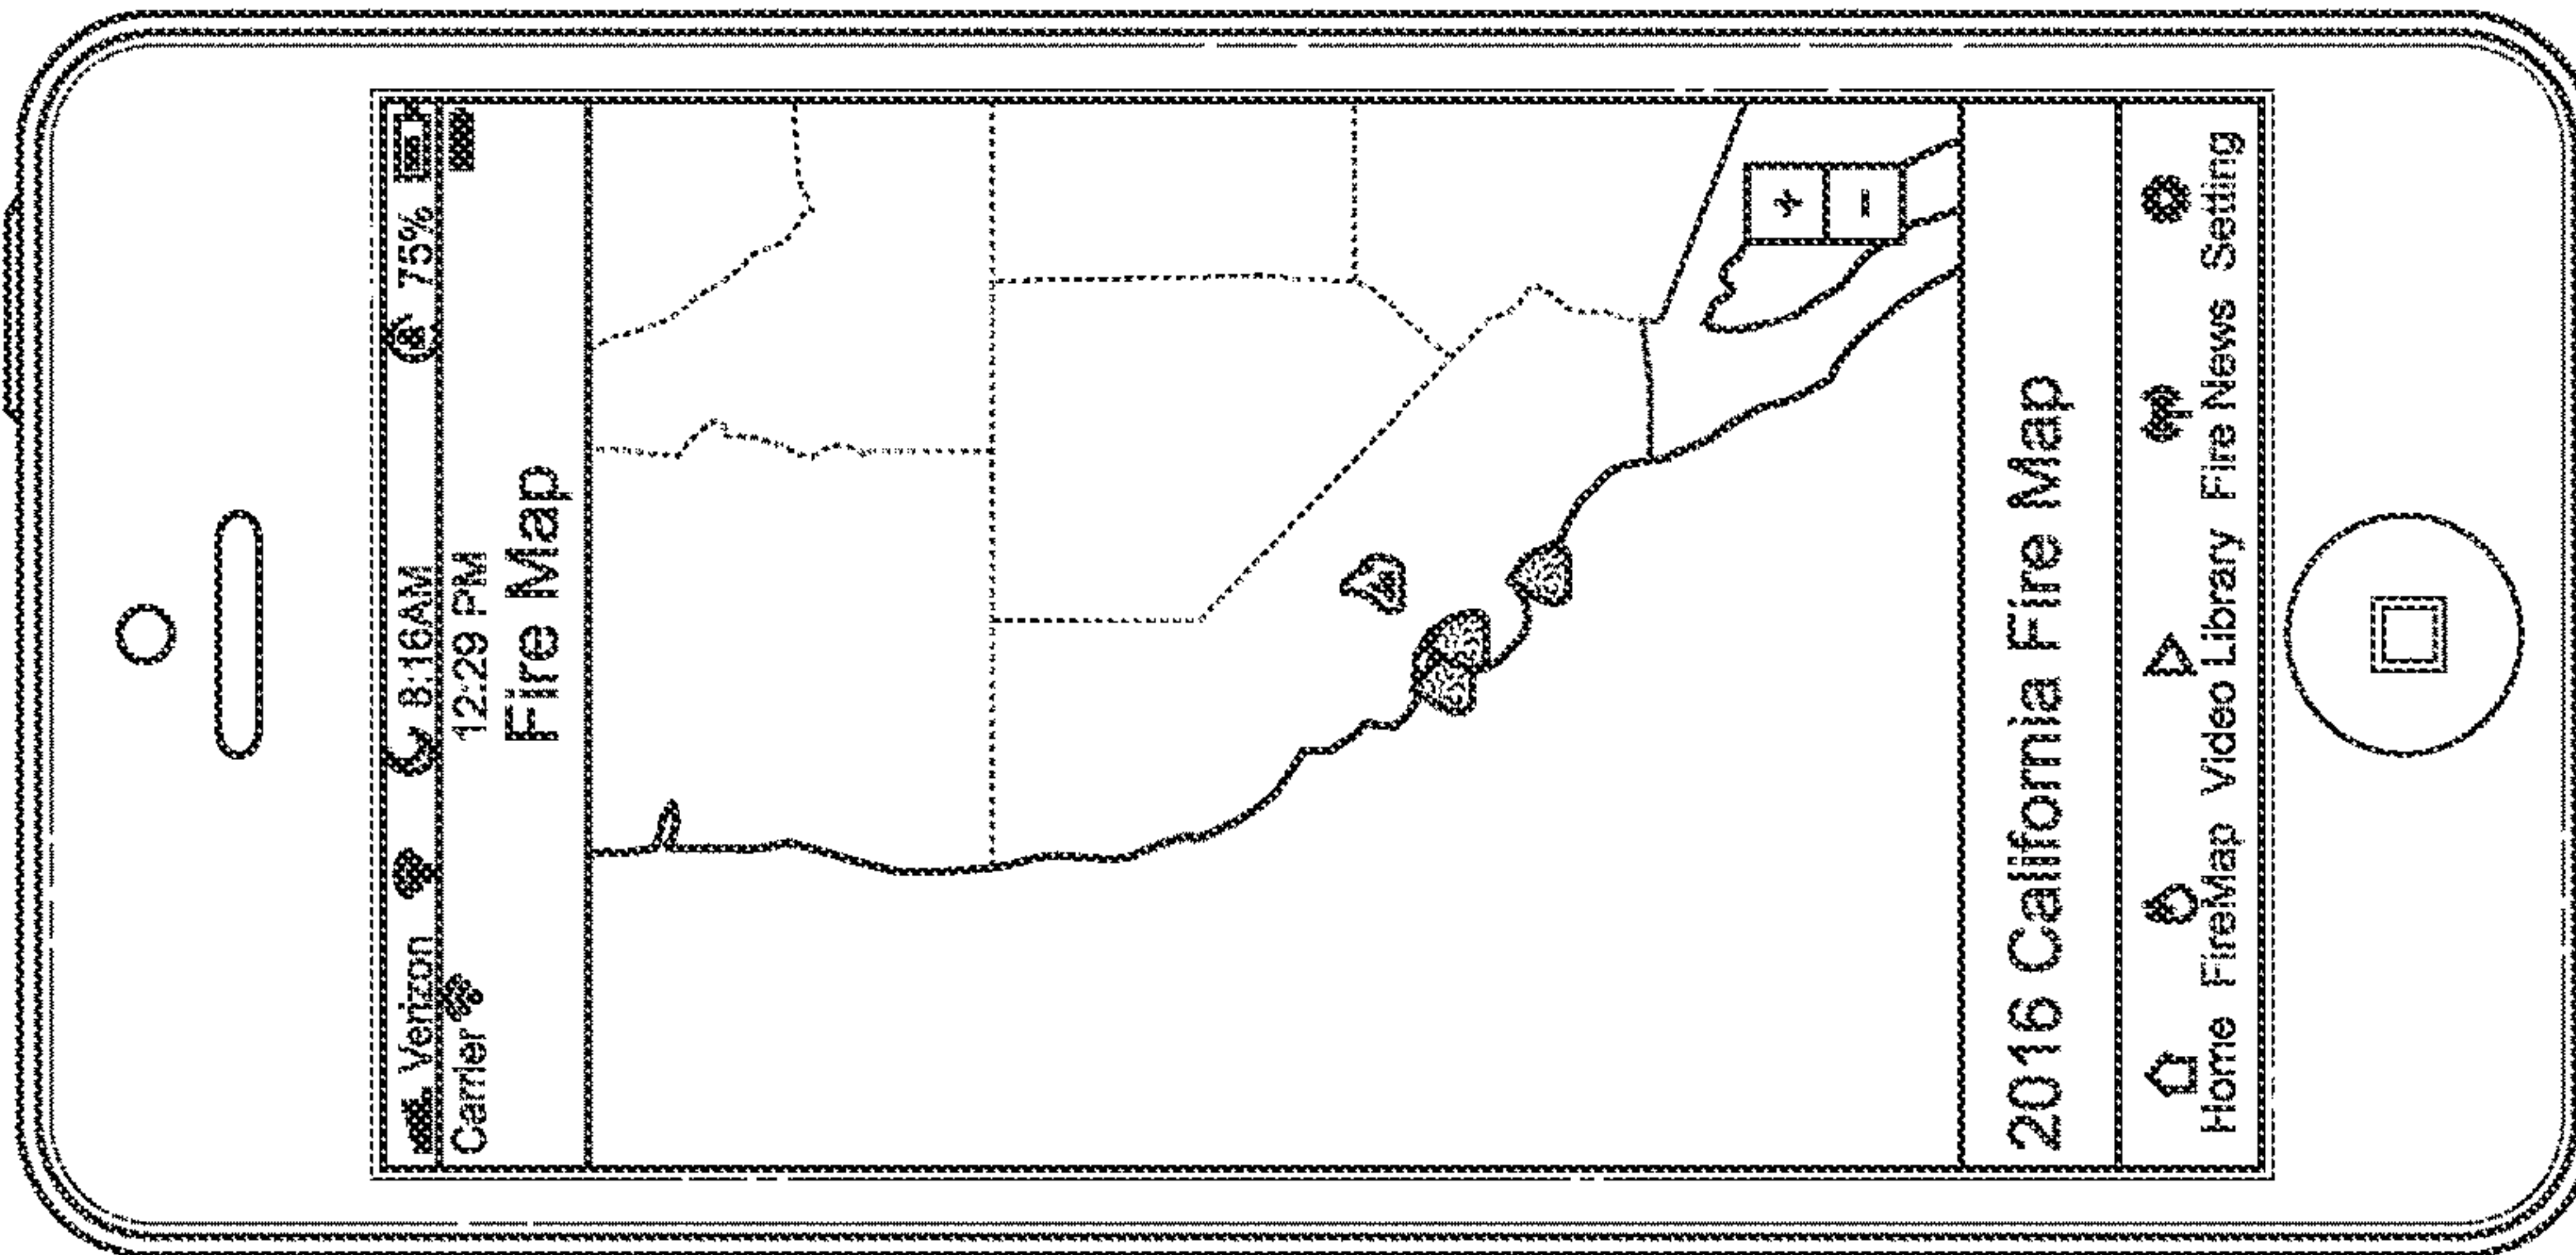 Verizon 8:16AM 75%
Carrier 12:29 PM
Fire Map
+
−
2016 California Fire Map
Home FireMap Video Library Fire News Setting